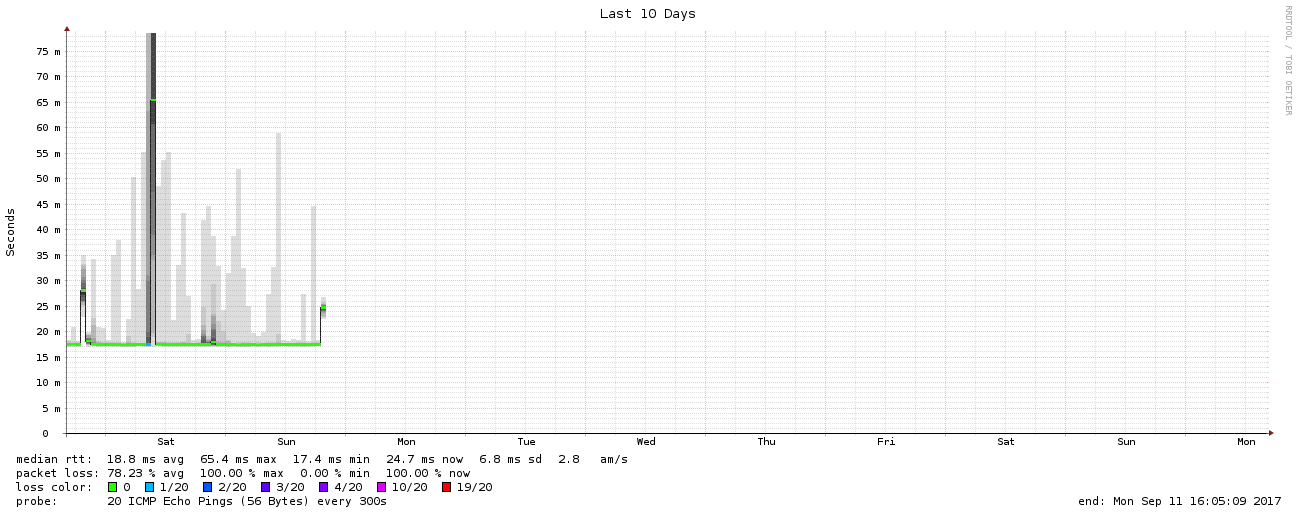 Last 10 Days
RRDTOOL / TOBI OETIKER
Seconds
75 m
70 m
65 m
60 m
55 m
50 m
45 m
40 m
35 m
30 m
25 m
20 m
15 m
10 m
5 m
0
Sat Sun Mon Tue Wed Thu Fri Sat Sun Mon
median rtt: 18.8 ms avg 65.4 ms max 17.4 ms min 24.7 ms now 6.8 ms sd 2.8 am/s
packet loss: 78.23 % avg 100.00 % max 0.00 % min 100.00 % now
loss color: 0 1/20 2/20 3/20 4/20 10/20 19/20
probe: 20 ICMP Echo Pings (56 Bytes) every 300s end: Mon Sep 11 16:05:09 2017